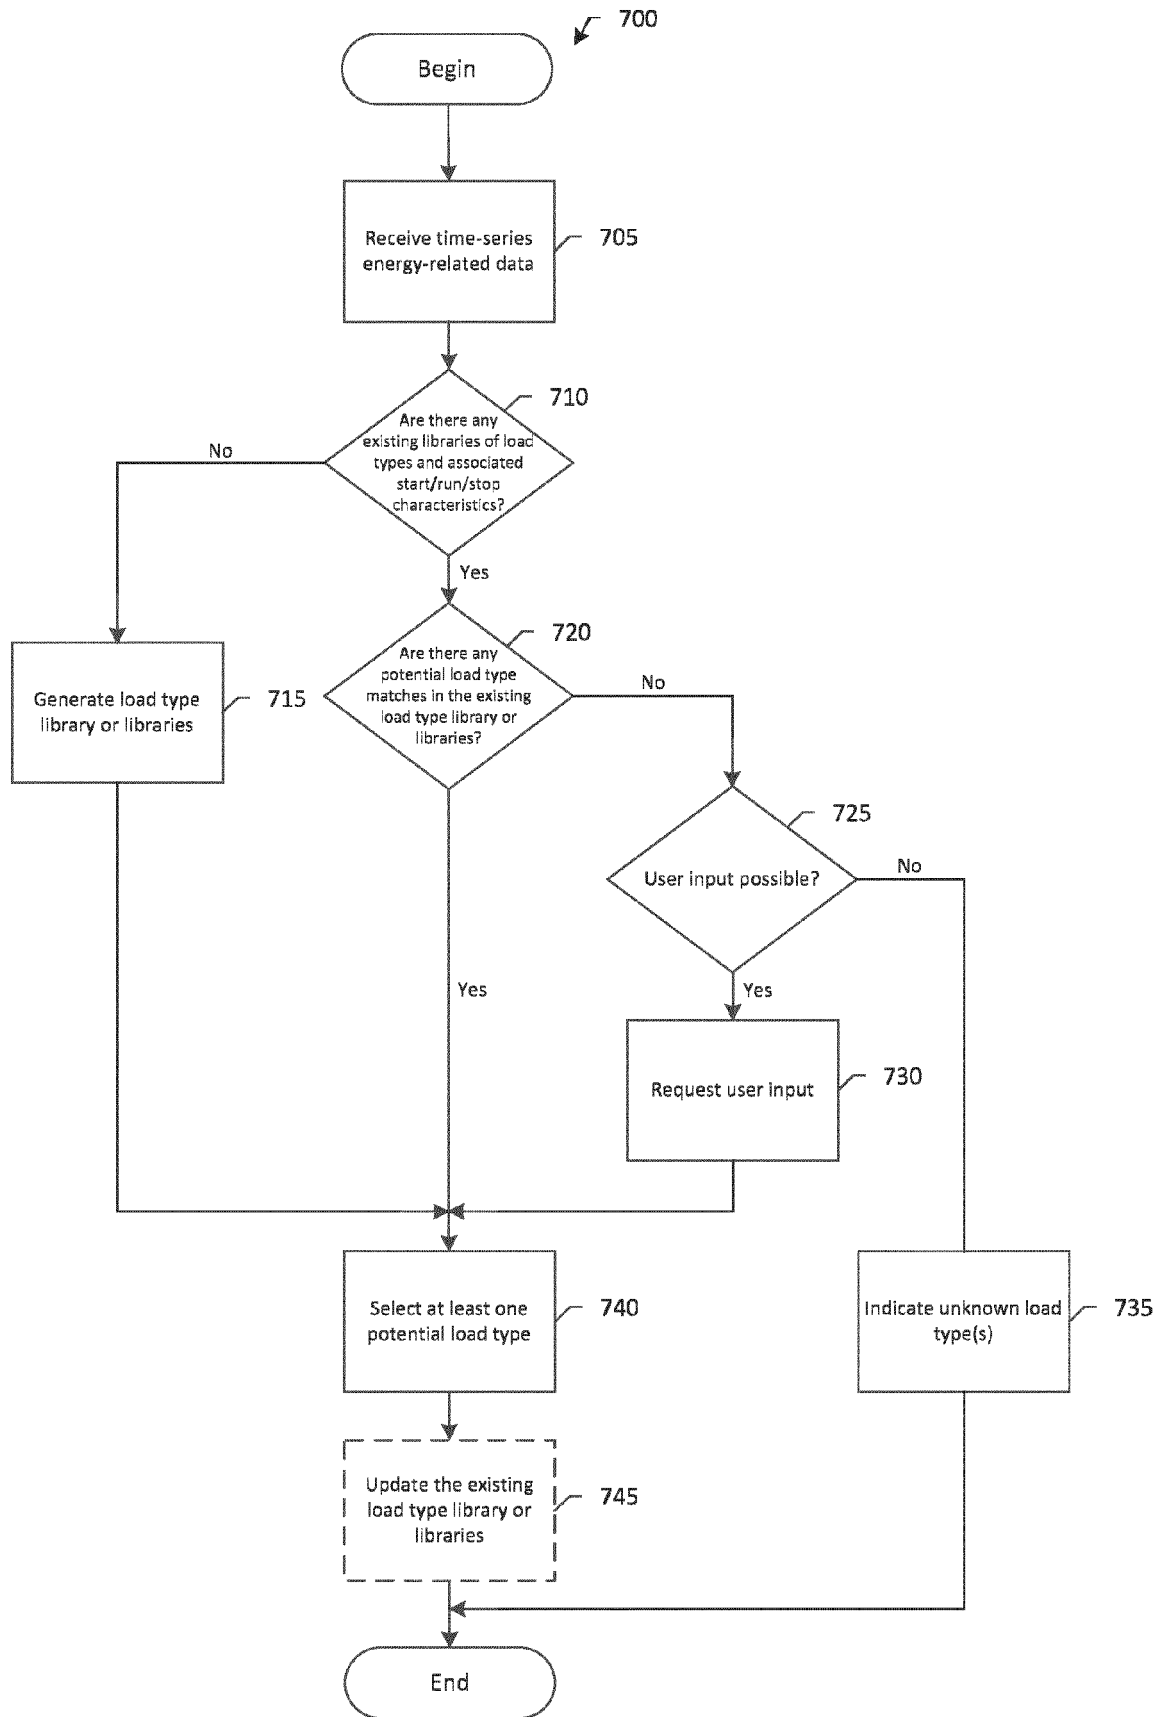 700
Begin
Receive time-series
energy-related data
705
710
Are there any
existing libraries of load
types and associated
start/run/stop
characteristics?
No
Yes
720
Are there any
potential load type
matches in the existing
load type library or
libraries?
No
Generate load type
library or libraries
715
725
User input possible?
No
Yes
Yes
Request user input
730
Select at least one
potential load type
740
Indicate unknown load
type(s)
735
Update the existing
load type library or
libraries
745
End